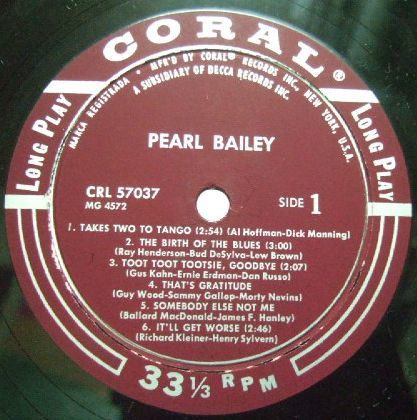 CORAL®
LONG PLAY
LONG PLAY
MARCA REGISTRADA • MF'D BY CORAL® RECORDS INC., NEW YORK, U.S.A.
A SUBSIDIARY OF DECCA RECORDS INC.
PEARL BAILEY
CRL 57037
MG 4572
SIDE 1
1. TAKES TWO TO TANGO (2:54) (Al Hoffman-Dick Manning)
2. THE BIRTH OF THE BLUES (3:00)
(Ray Henderson-Bud DeSylva-Lew Brown)
3. TOOT TOOT TOOTSIE, GOODBYE (2:07)
(Gus Kahn-Ernie Erdman-Dan Russo)
4. THAT'S GRATITUDE
(Guy Wood-Sammy Gallop-Morty Nevins)
5. SOMEBODY ELSE NOT ME
(Ballard MacDonald-James F. Hanley)
6. IT'LL GET WORSE (2:46)
(Richard Kleiner-Henry Sylvern)
33 1/3 RPM